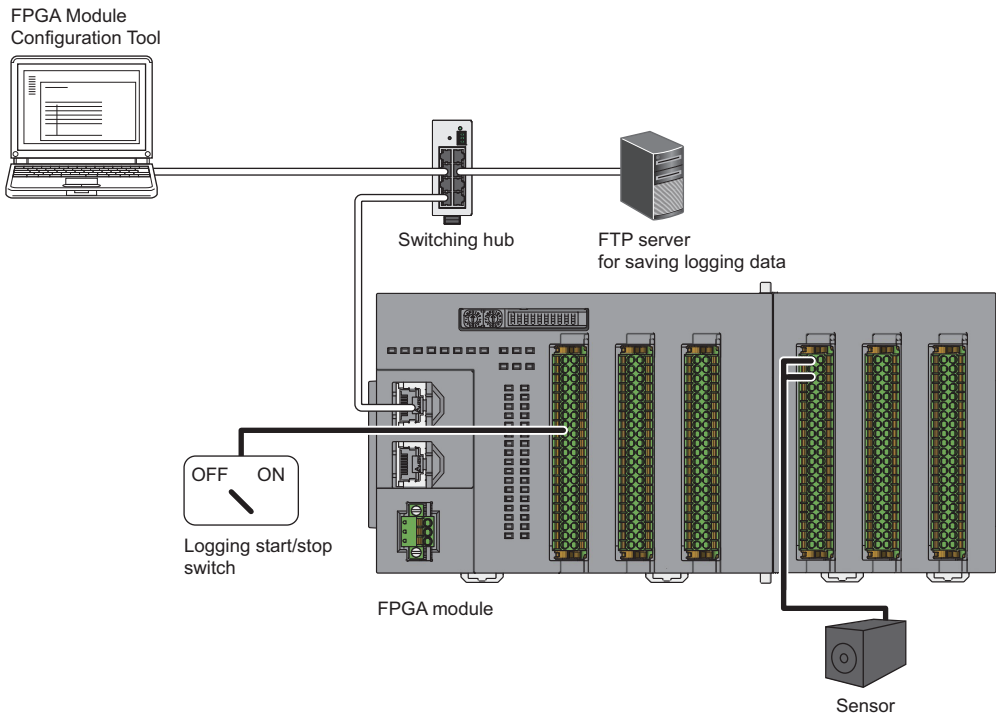 FPGA Module
Configuration Tool
Switching hub
FTP server
for saving logging data
OFF ON
Logging start/stop
switch
FPGA module
Sensor